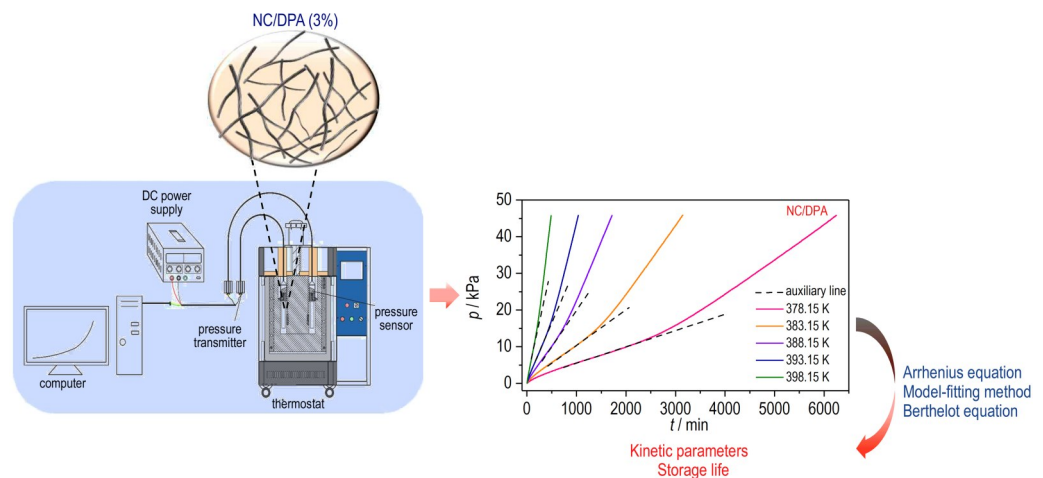 NC/DPA (3%)
DC power
supply
pressure
transmitter
pressure
sensor
computer
thermostat
50
40
30
20
10
0
p / kPa
NC/DPA
auxiliary line
378.15 K
383.15 K
388.15 K
393.15 K
398.15 K
0 1000 2000 3000 4000 5000 6000
t / min
Kinetic parameters
Storage life
Arrhenius equation
Model-fitting method
Berthelot equation